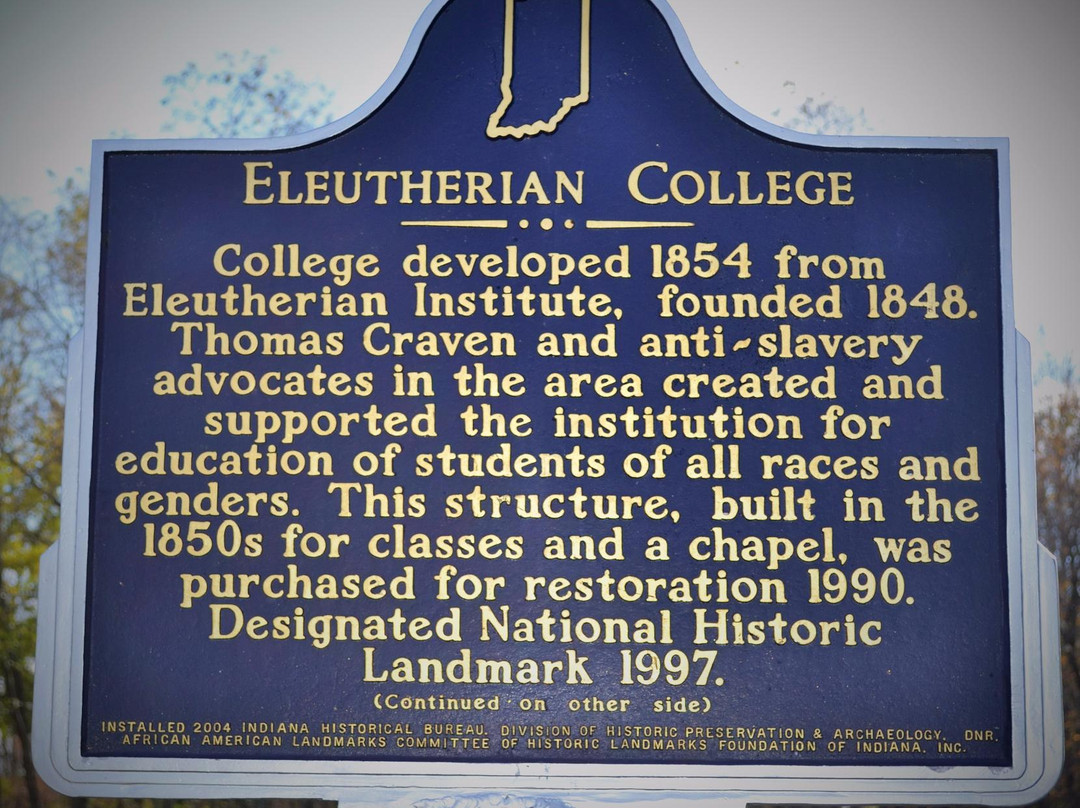 ELEUTHERIAN COLLEGE
College developed 1854 from
Eleutherian Institute, founded 1848.
Thomas Craven and anti-slavery
advocates in the area created and
supported the institution for
education of students of all races and
genders. This structure, built in the
1850s for classes and a chapel, was
purchased for restoration 1990.
Designated National Historic
Landmark 1997.
(Continued on other side)
INSTALLED 2004 INDIANA HISTORICAL BUREAU, DIVISION OF HISTORIC PRESERVATION & ARCHAEOLOGY, DNR,
AFRICAN AMERICAN LANDMARKS COMMITTEE OF HISTORIC LANDMARKS FOUNDATION OF INDIANA, INC.